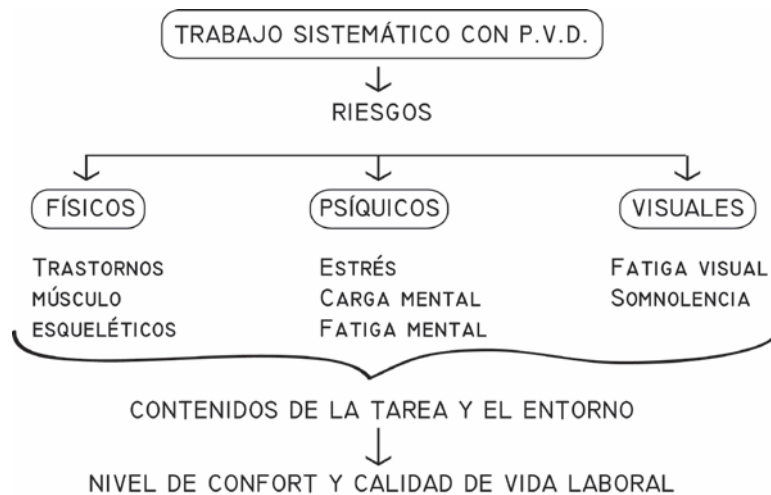 TRABAJO SISTEMÁTICO CON P.V.D.
RIESGOS
FÍSICOS
TRASTORNOS
MÚSCULO
ESQUELÉTICOS
PSÍQUICOS
ESTRÉS
CARGA MENTAL
FATIGA MENTAL
VISUALES
FATIGA VISUAL
SOMNOLENCIA
CONTENIDOS DE LA TAREA Y EL ENTORNO
NIVEL DE CONFORT Y CALIDAD DE VIDA LABORAL